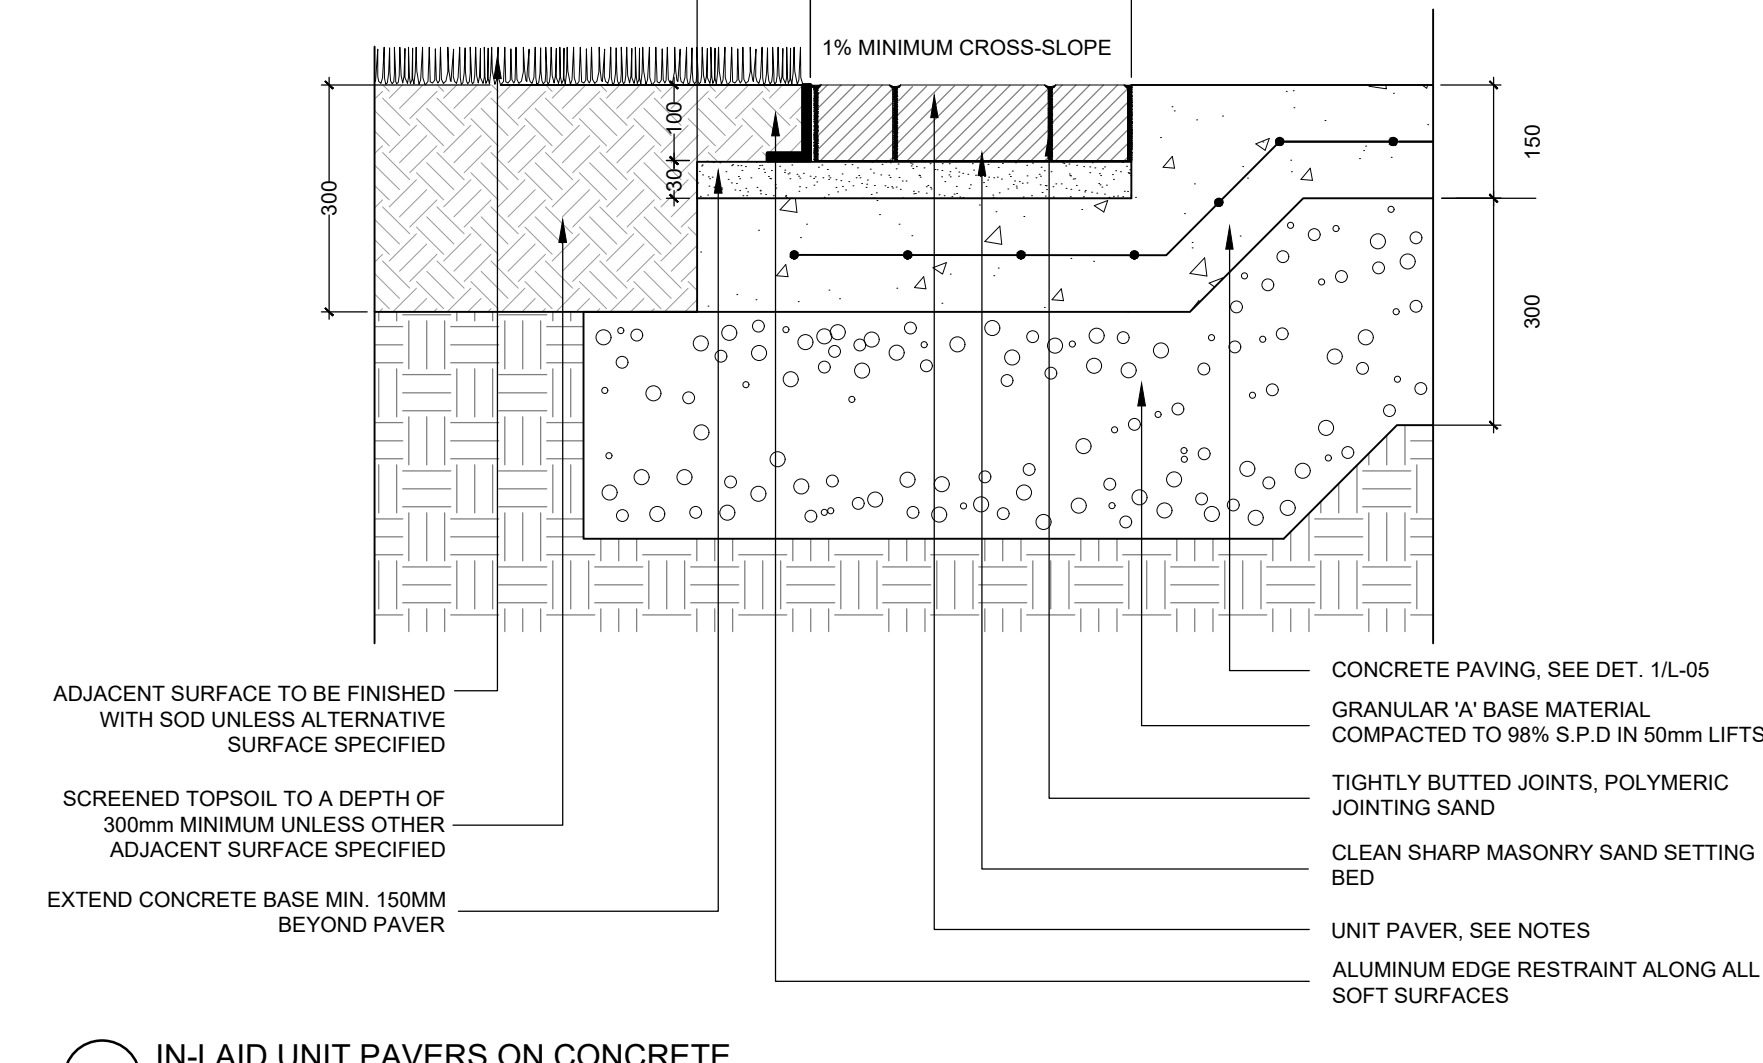 1% MINIMUM CROSS-SLOPE
100
30
300
150
300
ADJACENT SURFACE TO BE FINISHED
WITH SOD UNLESS ALTERNATIVE
SURFACE SPECIFIED
SCREENED TOPSOIL TO A DEPTH OF
300mm MINIMUM UNLESS OTHER
ADJACENT SURFACE SPECIFIED
EXTEND CONCRETE BASE MIN. 150MM
BEYOND PAVER
CONCRETE PAVING, SEE DET. 1/L-05
GRANULAR 'A' BASE MATERIAL
COMPACTED TO 98% S.P.D IN 50mm LIFTS
TIGHTLY BUTTED JOINTS, POLYMERIC
JOINTING SAND
CLEAN SHARP MASONRY SAND SETTING
BED
UNIT PAVER, SEE NOTES
ALUMINUM EDGE RESTRAINT ALONG ALL
SOFT SURFACES
IN-LAID UNIT PAVERS ON CONCRETE